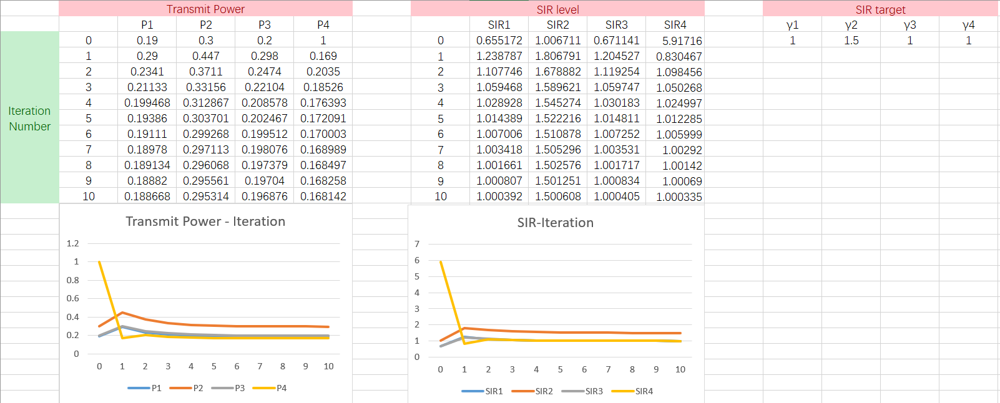 Transmit Power SIR level SIR target
P1 P2 P3 P4 SIR1 SIR2 SIR3 SIR4 γ1 γ2 γ3 γ4
0 0.19 0.3 0.2 1 0 0.655172 1.006711 0.671141 5.91716 1 1.5 1 1
1 0.29 0.447 0.298 0.169 1 1.238787 1.806791 1.204527 0.830467
2 0.2341 0.3711 0.2474 0.2035 2 1.107746 1.678882 1.119254 1.098456
3 0.21133 0.33156 0.22104 0.18526 3 1.059468 1.589621 1.059747 1.050268
4 0.199468 0.312867 0.208578 0.176393 4 1.028928 1.545274 1.030183 1.024997
Iteration
Number
5 0.19386 0.303701 0.202467 0.172091 5 1.014389 1.522216 1.014811 1.012285
6 0.19111 0.299268 0.199512 0.170003 6 1.007006 1.510878 1.007252 1.005999
7 0.18978 0.297113 0.198076 0.168989 7 1.003418 1.505296 1.003531 1.00292
8 0.189134 0.296068 0.197379 0.168497 8 1.001661 1.502576 1.001717 1.00142
9 0.18882 0.295561 0.19704 0.168258 9 1.000807 1.501251 1.000834 1.00069
10 0.188668 0.295314 0.196876 0.168142 10 1.000392 1.500608 1.000405 1.000335
Transmit Power - Iteration
1.2
1
0.8
0.6
0.4
0.2
0
0 1 2 3 4 5 6 7 8 9 10
P1 P2 P3 P4
SIR-Iteration
7
6
5
4
3
2
1
0
0 1 2 3 4 5 6 7 8 9 10
SIR1 SIR2 SIR3 SIR4